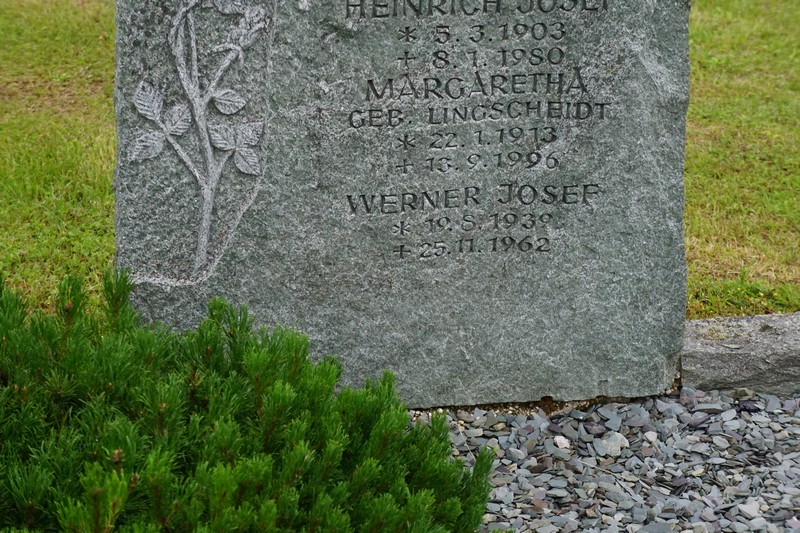 HEINRICH JOSEF
* 5. 3. 1903
+ 8. 1. 1980
MARGARETHA
GEB. LINGSCHEIDT
* 22. 1. 1913
+ 13. 9. 1996
WERNER JOSEF
* 19. 8. 1939
+ 25. 11. 1962